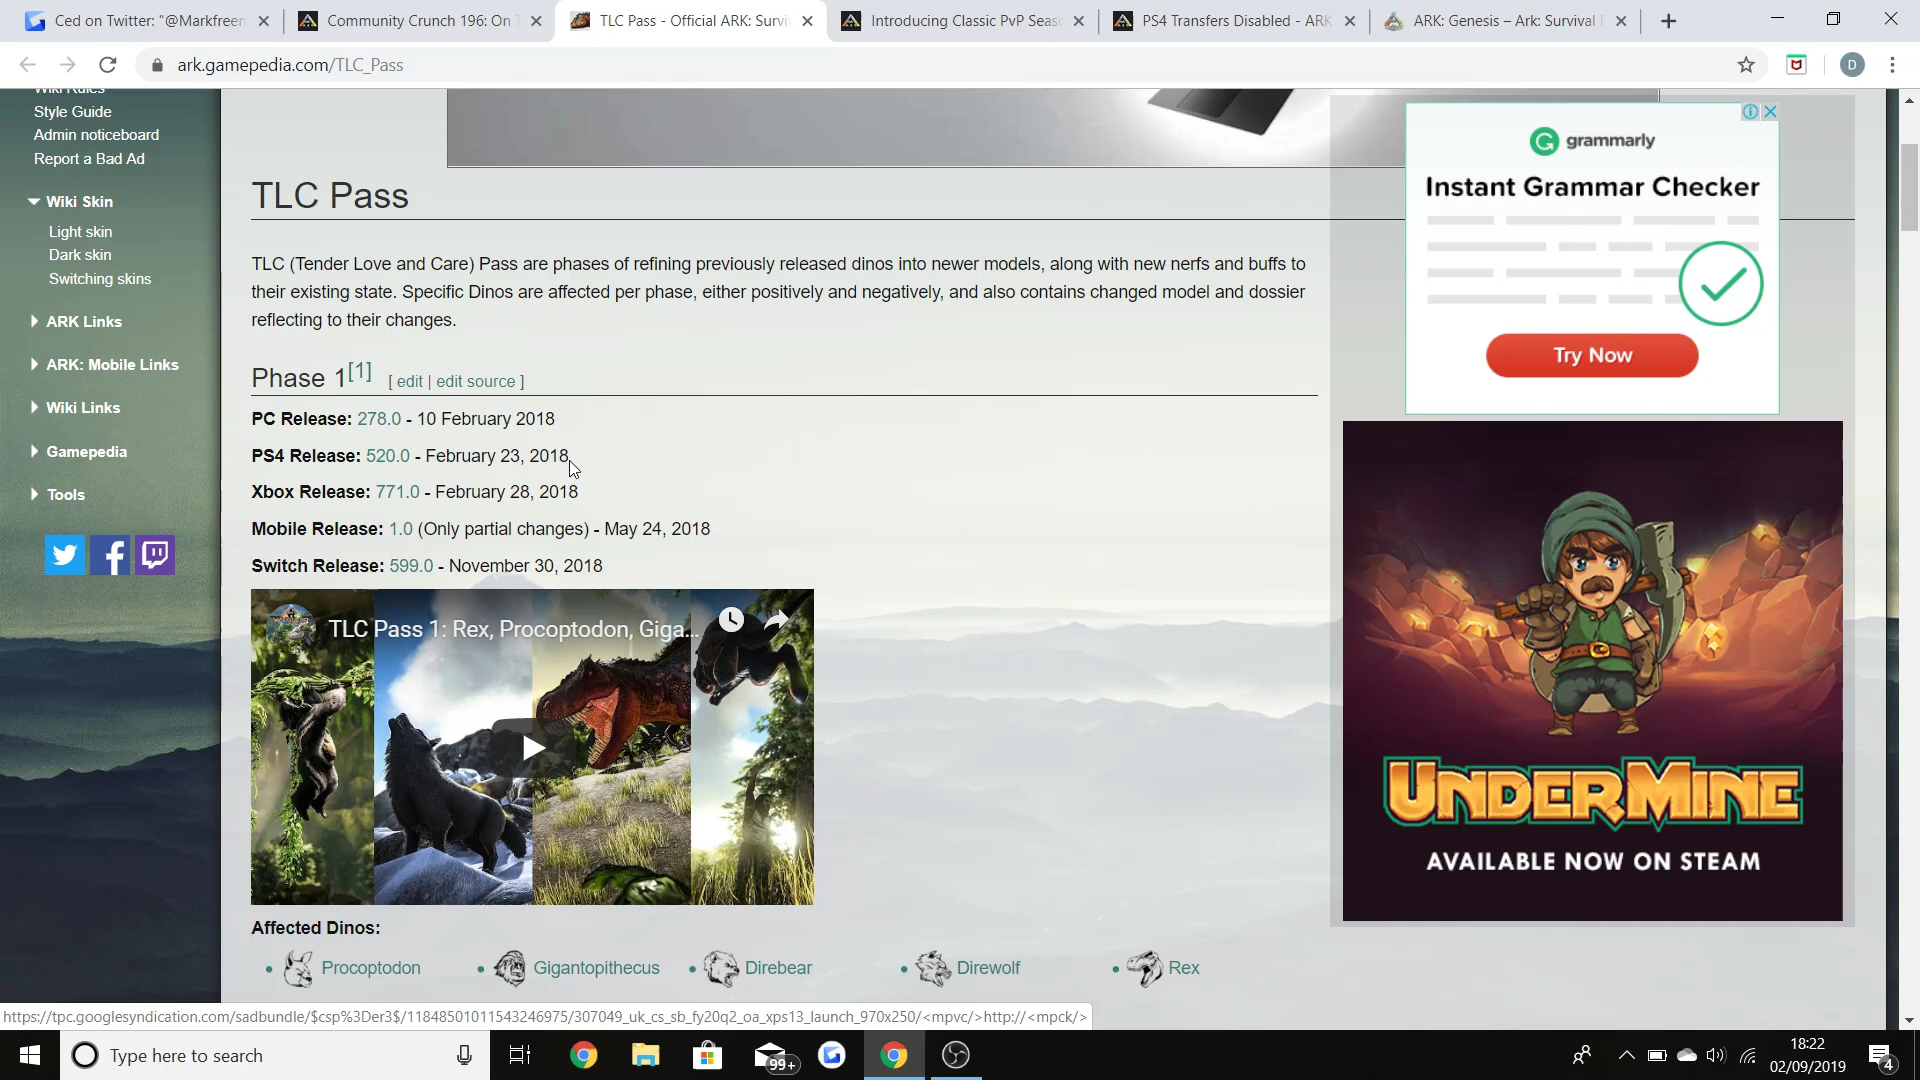 Ced on Twitter: "@Markfreem
Community Crunch 196: On T
TLC Pass - Official ARK: Survi
Introducing Classic PvP Seaso
PS4 Transfers Disabled - ARK
ARK: Genesis – Ark: Survival E
ark.gamepedia.com/TLC_Pass
D
Wiki Rules
Style Guide
Admin noticeboard
Report a Bad Ad
Wiki Skin
Light skin
Dark skin
Switching skins
ARK Links
ARK: Mobile Links
Wiki Links
Gamepedia
Tools
TLC Pass
TLC (Tender Love and Care) Pass are phases of refining previously released dinos into newer models, along with new nerfs and buffs to
their existing state. Specific Dinos are affected per phase, either positively and negatively, and also contains changed model and dossier
reflecting to their changes.
Phase 1[1] [ edit | edit source ]
PC Release: 278.0 - 10 February 2018
PS4 Release: 520.0 - February 23, 2018
Xbox Release: 771.0 - February 28, 2018
Mobile Release: 1.0 (Only partial changes) - May 24, 2018
Switch Release: 599.0 - November 30, 2018
TLC Pass 1: Rex, Procoptodon, Giga...
Affected Dinos:
Procoptodon
Gigantopithecus
Direbear
Direwolf
Rex
grammarly
Instant Grammar Checker
Try Now
UNDERMINE
AVAILABLE NOW ON STEAM
https://tpc.googlesyndication.com/sadbundle/$csp%3Der3$/11848501011543246975/307049_uk_cs_sb_fy20q2_oa_xps13_launch_970x250/<mpvc/>http://<mpck/>
Type here to search
99+
18:22
02/09/2019
4